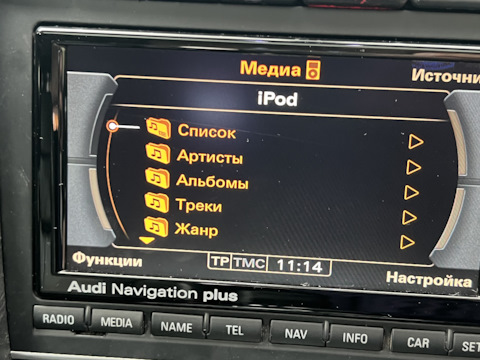 Медиа
Источни
iPod
Список
Артисты
Альбомы
Треки
Жанр
Функции
TP TMC 11:14
Настройка
Audi Navigation plus
RADIO MEDIA NAME TEL NAV INFO CAR SET